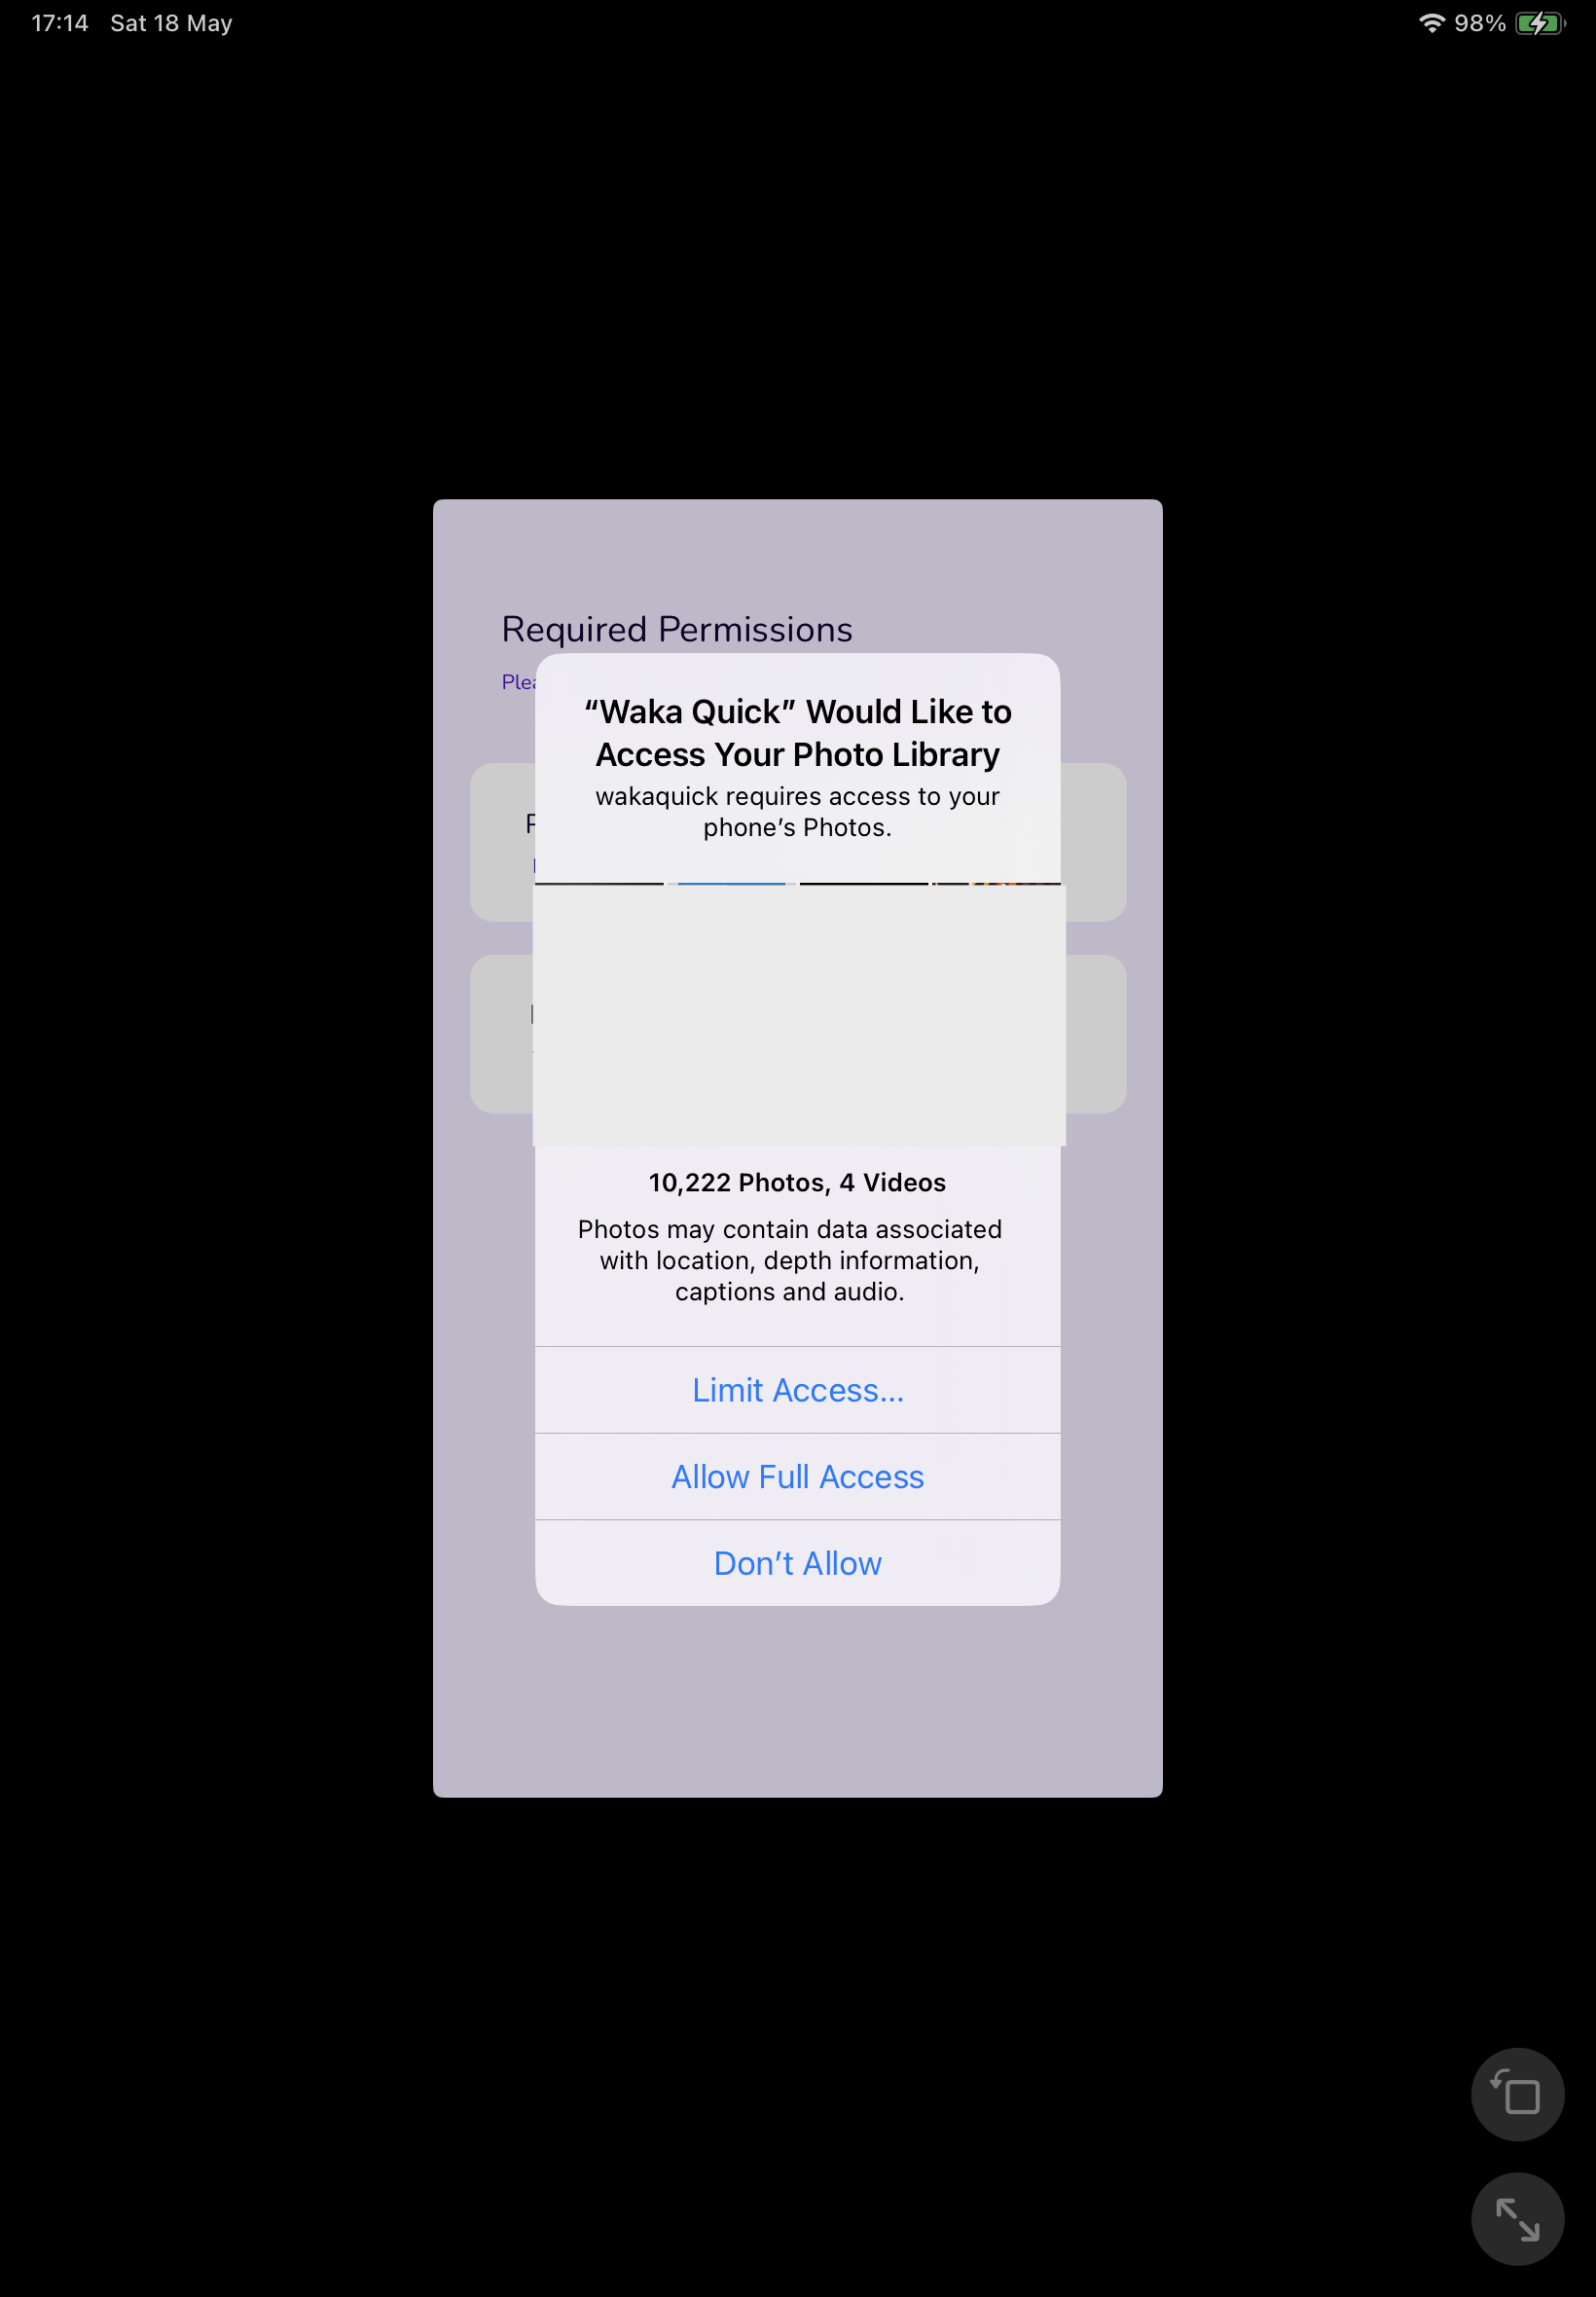 17:14 Sat 18 May
98%
Required Permissions
“Waka Quick” Would Like to
Access Your Photo Library
wakaquick requires access to your
phone’s Photos.
10,222 Photos, 4 Videos
Photos may contain data associated
with location, depth information,
captions and audio.
Limit Access...
Allow Full Access
Don’t Allow